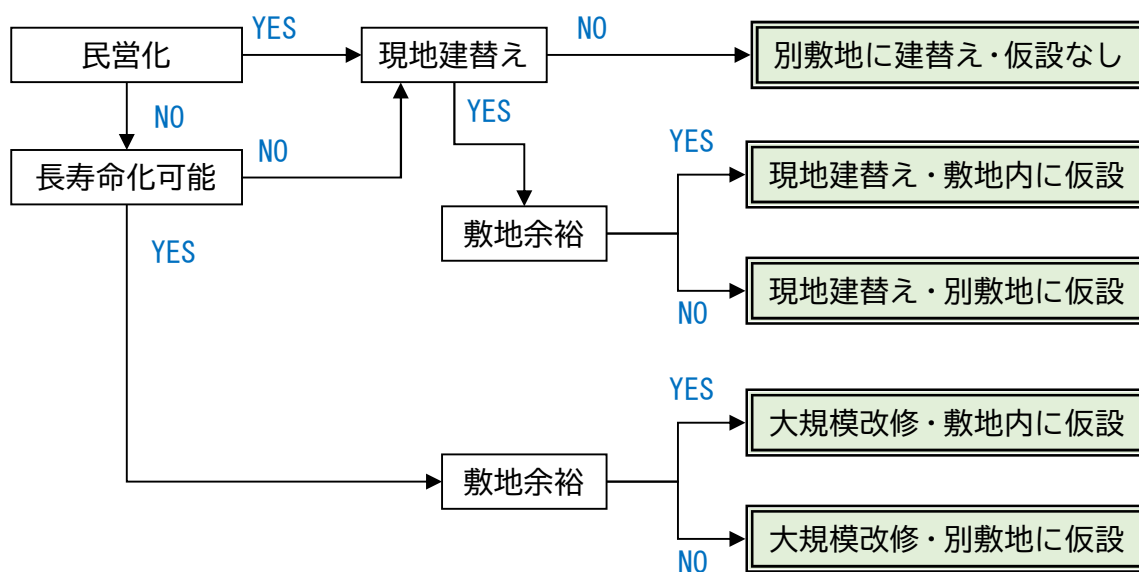 民営化
YES
現地建替え
NO
別敷地に建替え・仮設なし
NO
YES
長寿命化可能
NO
YES
現地建替え・敷地内に仮設
敷地余裕
YES
現地建替え・別敷地に仮設
NO
YES
大規模改修・敷地内に仮設
敷地余裕
大規模改修・別敷地に仮設
NO